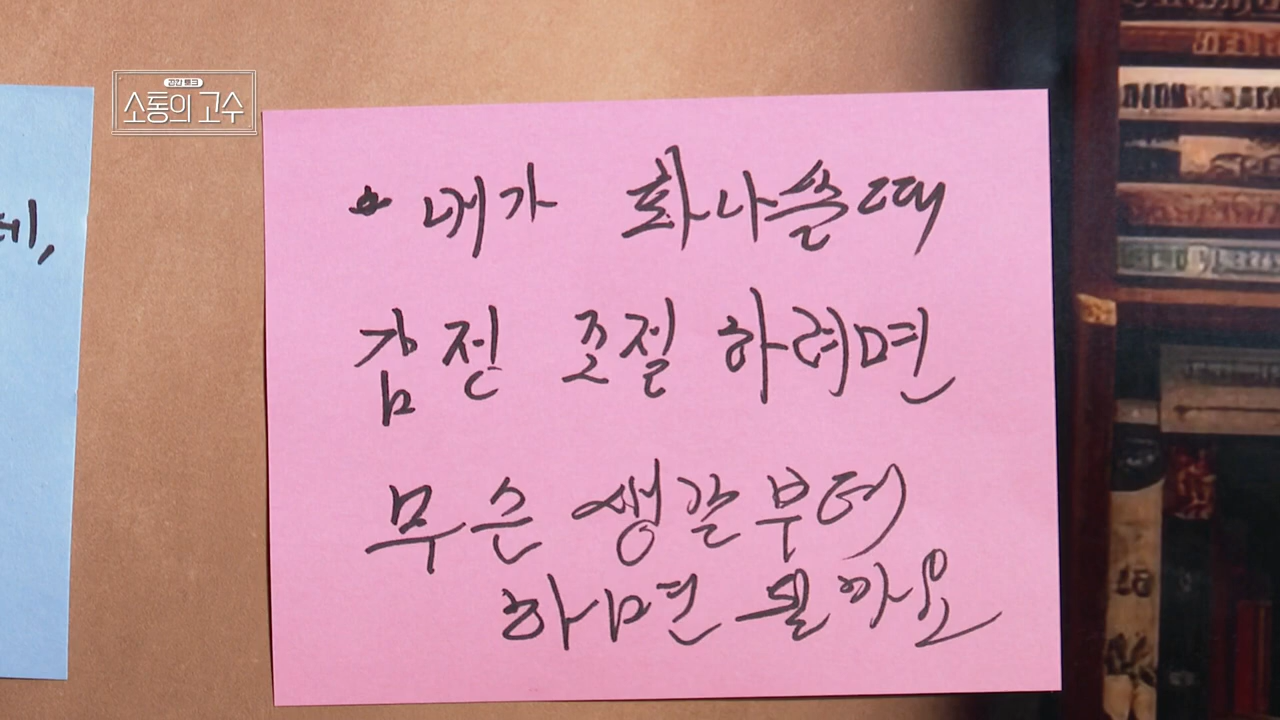 소통의 고수
* 내가 화나쓸때
감정 조절 하려면
무슨 생각부터
하면 될까요